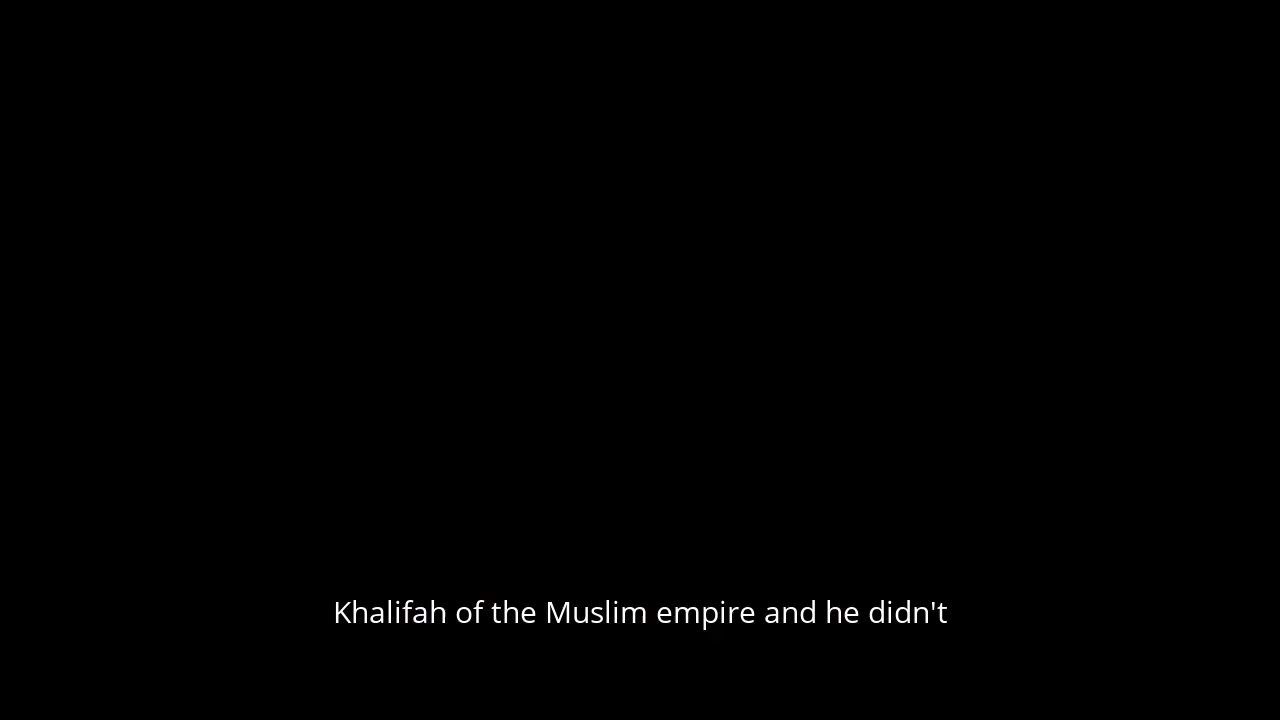 Khalifah of the Muslim empire and he didn't